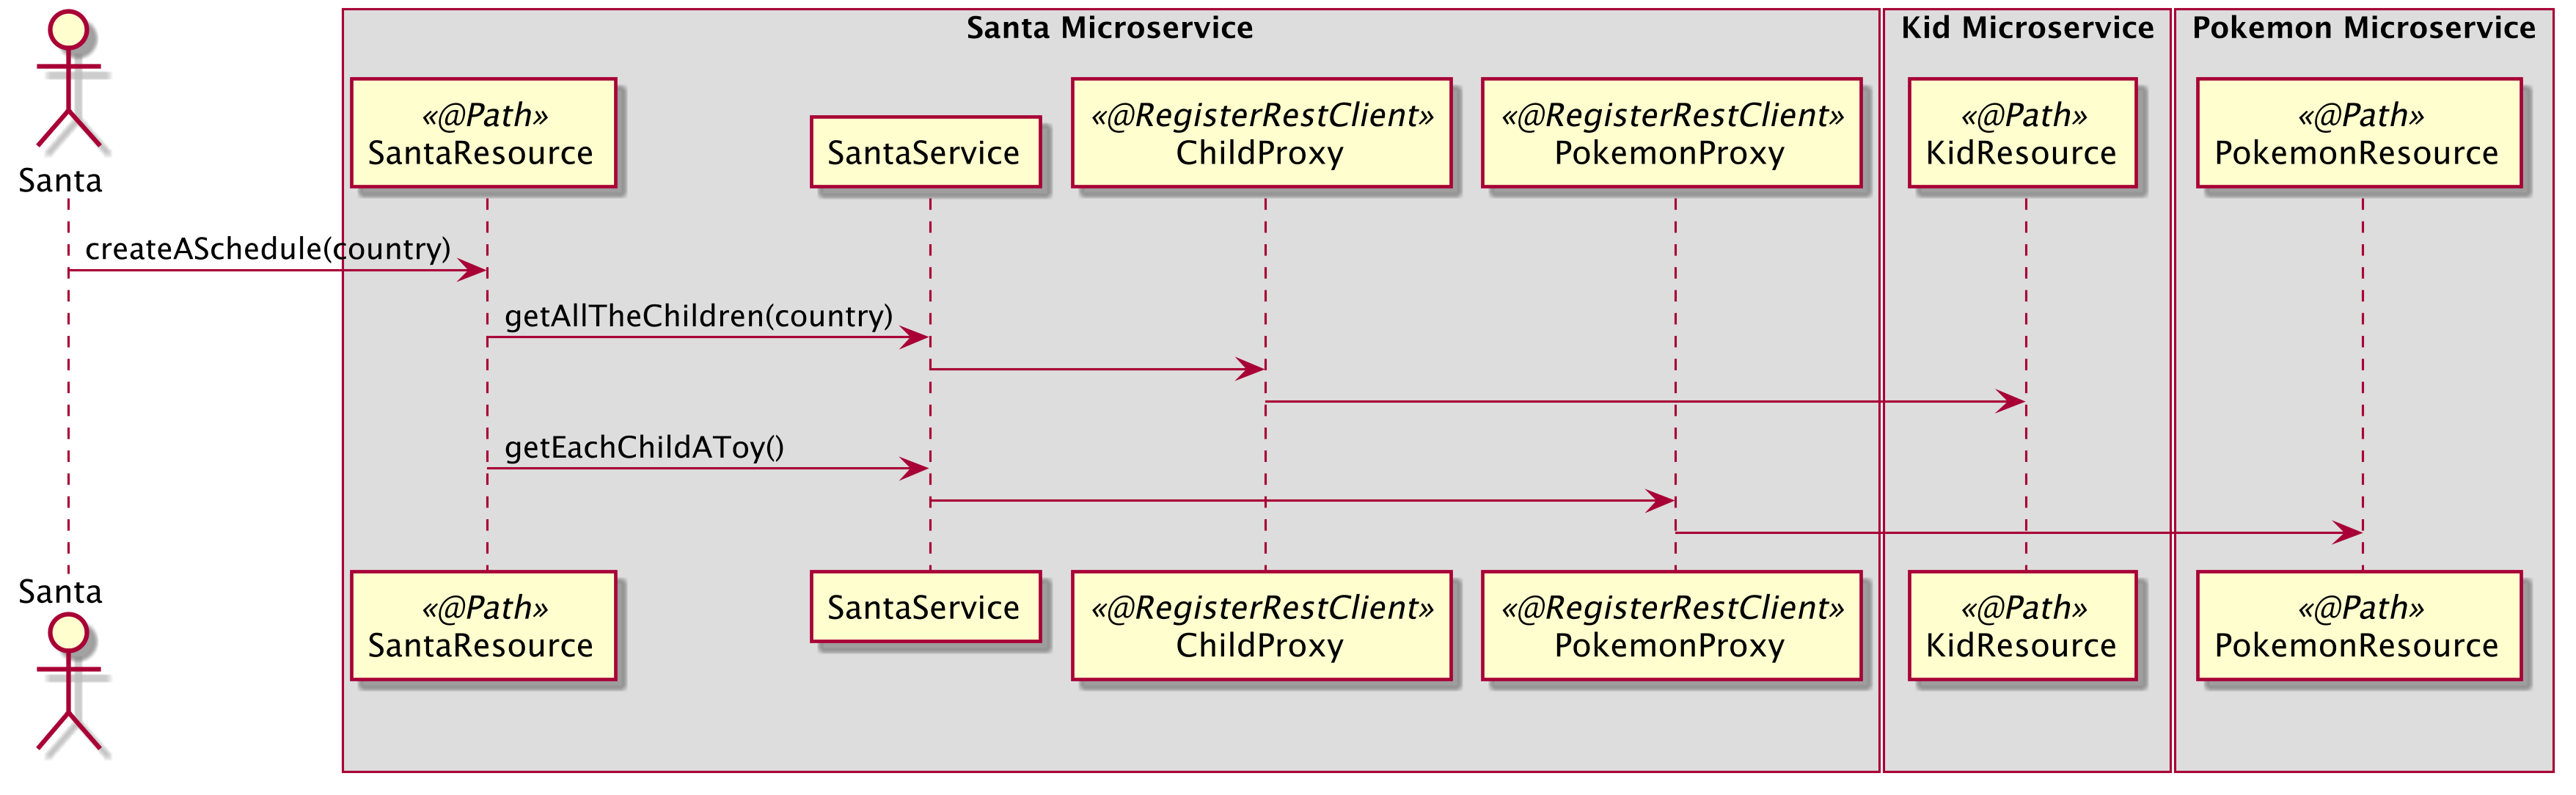 Santa Microservice
Kid Microservice
Pokemon Microservice
Santa
«@Path»
SantaResource
SantaService
«@RegisterRestClient»
ChildProxy
«@RegisterRestClient»
PokemonProxy
«@Path»
KidResource
«@Path»
PokemonResource
createASchedule(country)
getAllTheChildren(country)
getEachChildAToy()
Santa
«@Path»
SantaResource
SantaService
«@RegisterRestClient»
ChildProxy
«@RegisterRestClient»
PokemonProxy
«@Path»
KidResource
«@Path»
PokemonResource